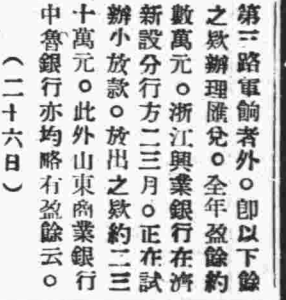 第三路軍餉者外。卽以下餘
之欵辦理匯兌。全年盈餘約
數萬元。浙江興業銀行在濟
新設分行方二三月。正在試
辦小放款。放出之欵約二三
十萬元。此外山東商業銀行
中魯銀行亦均略有盈餘云。
（二十六日）